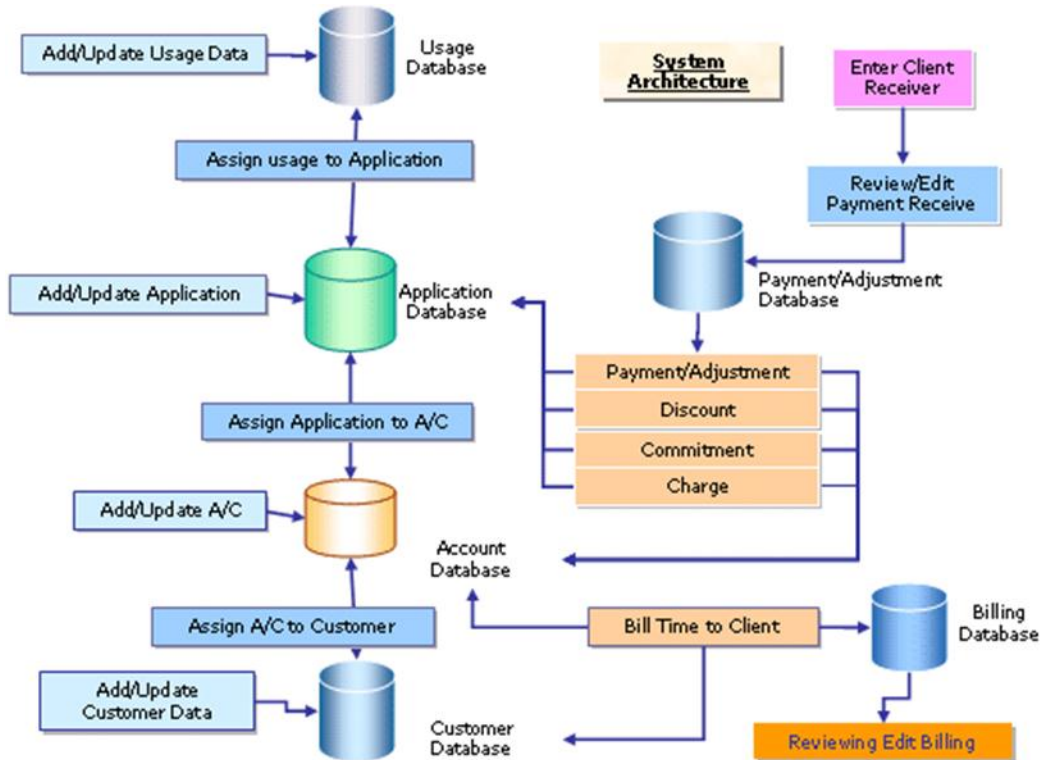 Add/Update Usage Data
Usage
Database
System
Architecture
Enter Client
Receiver
Assign usage to Application
Review/Edit
Payment Receive
Add/Update Application
Application
Database
Payment/Adjustment
Database
Payment/Adjustment
Discount
Commitment
Charge
Assign Application to A/C
Add/Update A/C
Account
Database
Assign A/C to Customer
Bill Time to Client
Billing
Database
Add/Update
Customer Data
Customer
Database
Reviewing Edit Billing